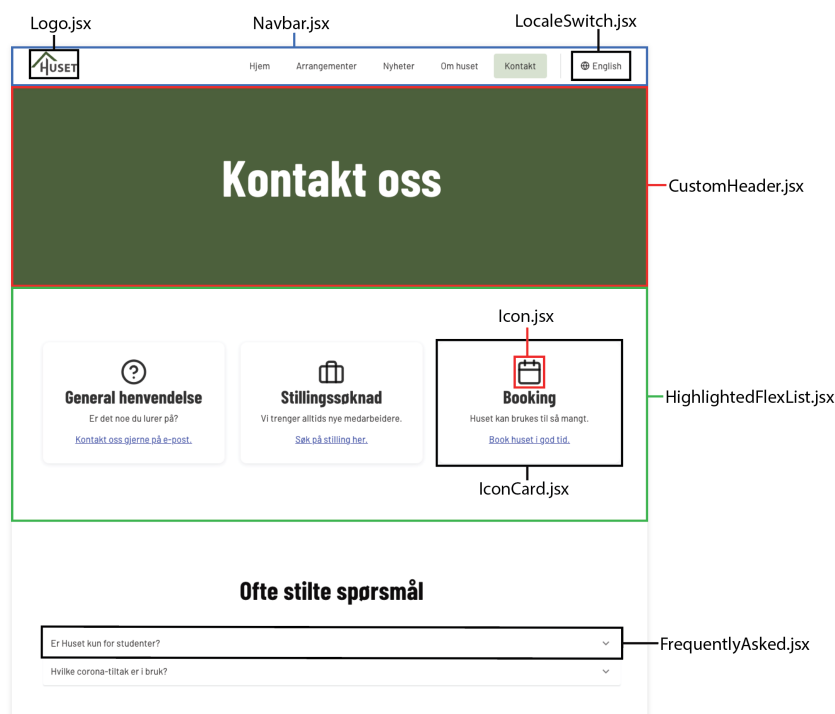 Logo.jsx
Navbar.jsx
LocaleSwitch.jsx
HUSET
Hjem
Arrangementer
Nyheter
Om huset
Kontakt
English
Kontakt oss
CustomHeader.jsx
Icon.jsx
General henvendelse
Er det noe du lurer på?
Kontakt oss gjerne på e-post.
Stillingssøknad
Vi trenger alltids nye medarbeidere.
Søk på stilling her.
Booking
Huset kan brukes til så mangt.
Book huset i god tid.
HighlightedFlexList.jsx
IconCard.jsx
Ofte stilte spørsmål
Er Huset kun for studenter?
FrequentlyAsked.jsx
Hvilke corona-tiltak er i bruk?